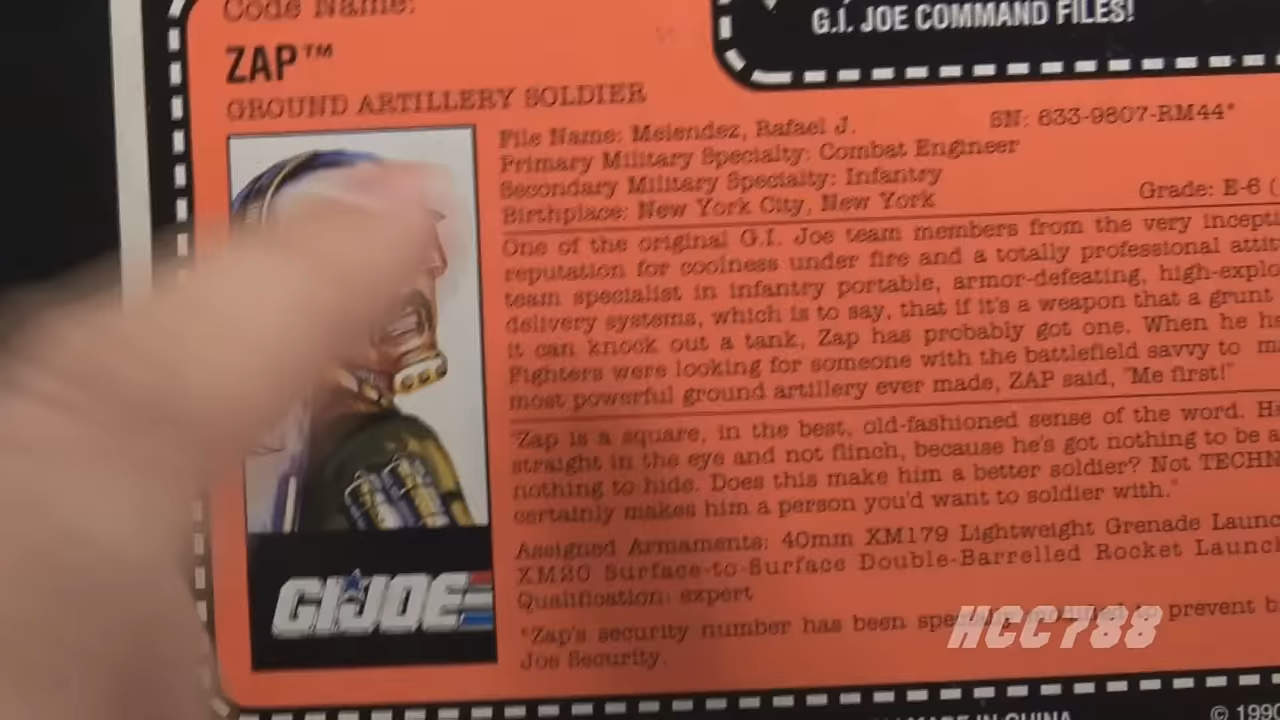 G.I. JOE COMMAND FILES!
Code Name:
ZAP™
GROUND ARTILLERY SOLDIER
File Name: Melendez, Rafael J.
SN: 633-9807-RM44*
Primary Military Specialty: Combat Engineer
Secondary Military Specialty: Infantry
Grade: E-6 (
Birthplace: New York City, New York
One of the original G.I. Joe team members from the very incepti
reputation for coolness under fire and a totally professional attit
team specialist in infantry portable, armor-defeating, high-explo
delivery systems, which is to say, that if it's a weapon that a grunt
it can knock out a tank, Zap has probably got one. When he h
Fighters were looking for someone with the battlefield savvy to m
most powerful ground artillery ever made, ZAP said, "Me first!"
"Zap is a square, in the best, old-fashioned sense of the word. H
straight in the eye and not flinch, because he's got nothing to be a
nothing to hide. Does this make him a better soldier? Not TECHN
certainly makes him a person you'd want to soldier with."
Assigned Armaments: 40mm XM179 Lightweight Grenade Launc
XM20 Surface-to-Surface Double-Barrelled Rocket Launc
Qualification: expert
*Zap's security number has been to prevent b
Joe Security.
GI JOE
HCC788
MADE IN CHINA
© 1990